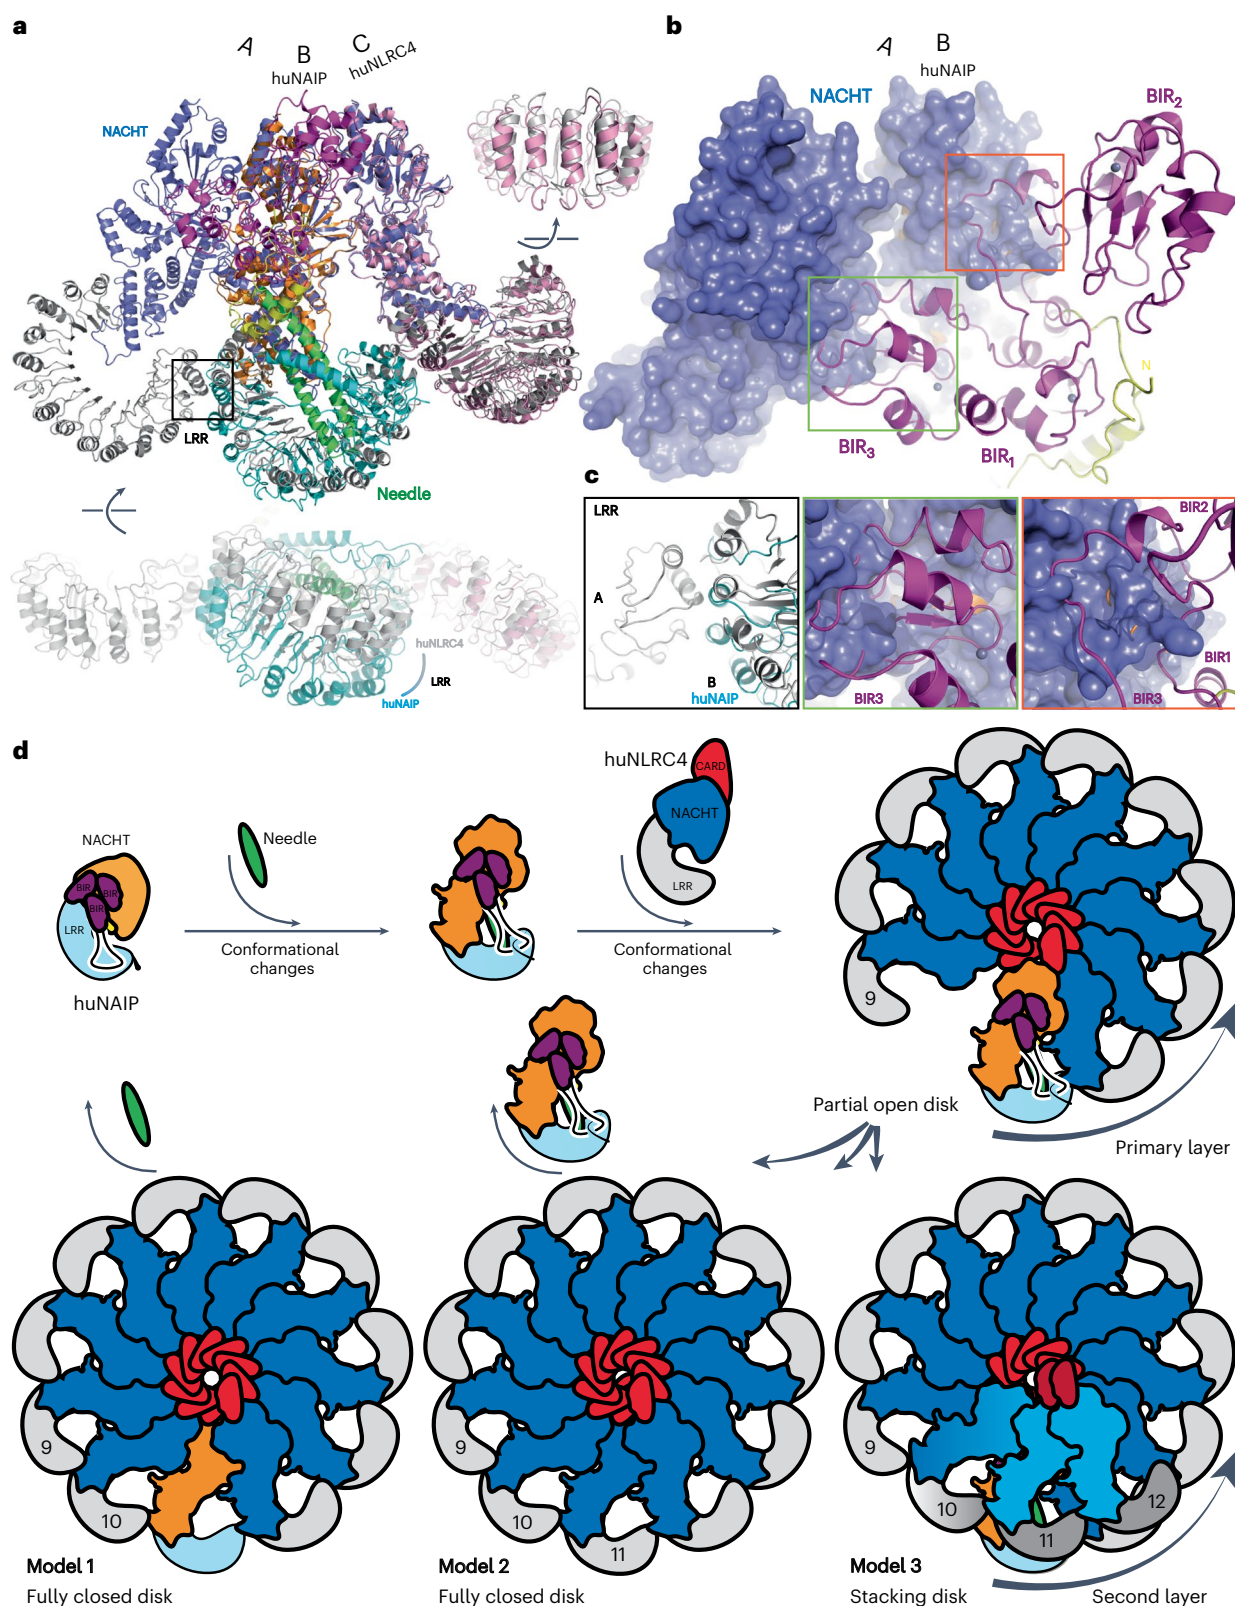 a
A
B
C
huNAIP
huNLRC4
NACHT
LRR
Needle
huNLRC4
LRR
huNAIP
b
A
B
huNAIP
NACHT
BIR2
N
BIR3
BIR1
c
LRR
A
B
huNAIP
BIR3
BIR2
BIR1
BIR3
d
NACHT
BIR
BIR
BIR
LRR
huNAIP
Needle
Conformational
changes
huNLRC4
CARD
NACHT
LRR
Conformational
changes
9
Partial open disk
Primary layer
9
10
Model 1
Fully closed disk
9
10
11
Model 2
Fully closed disk
9
10
11
12
Model 3
Stacking disk
Second layer